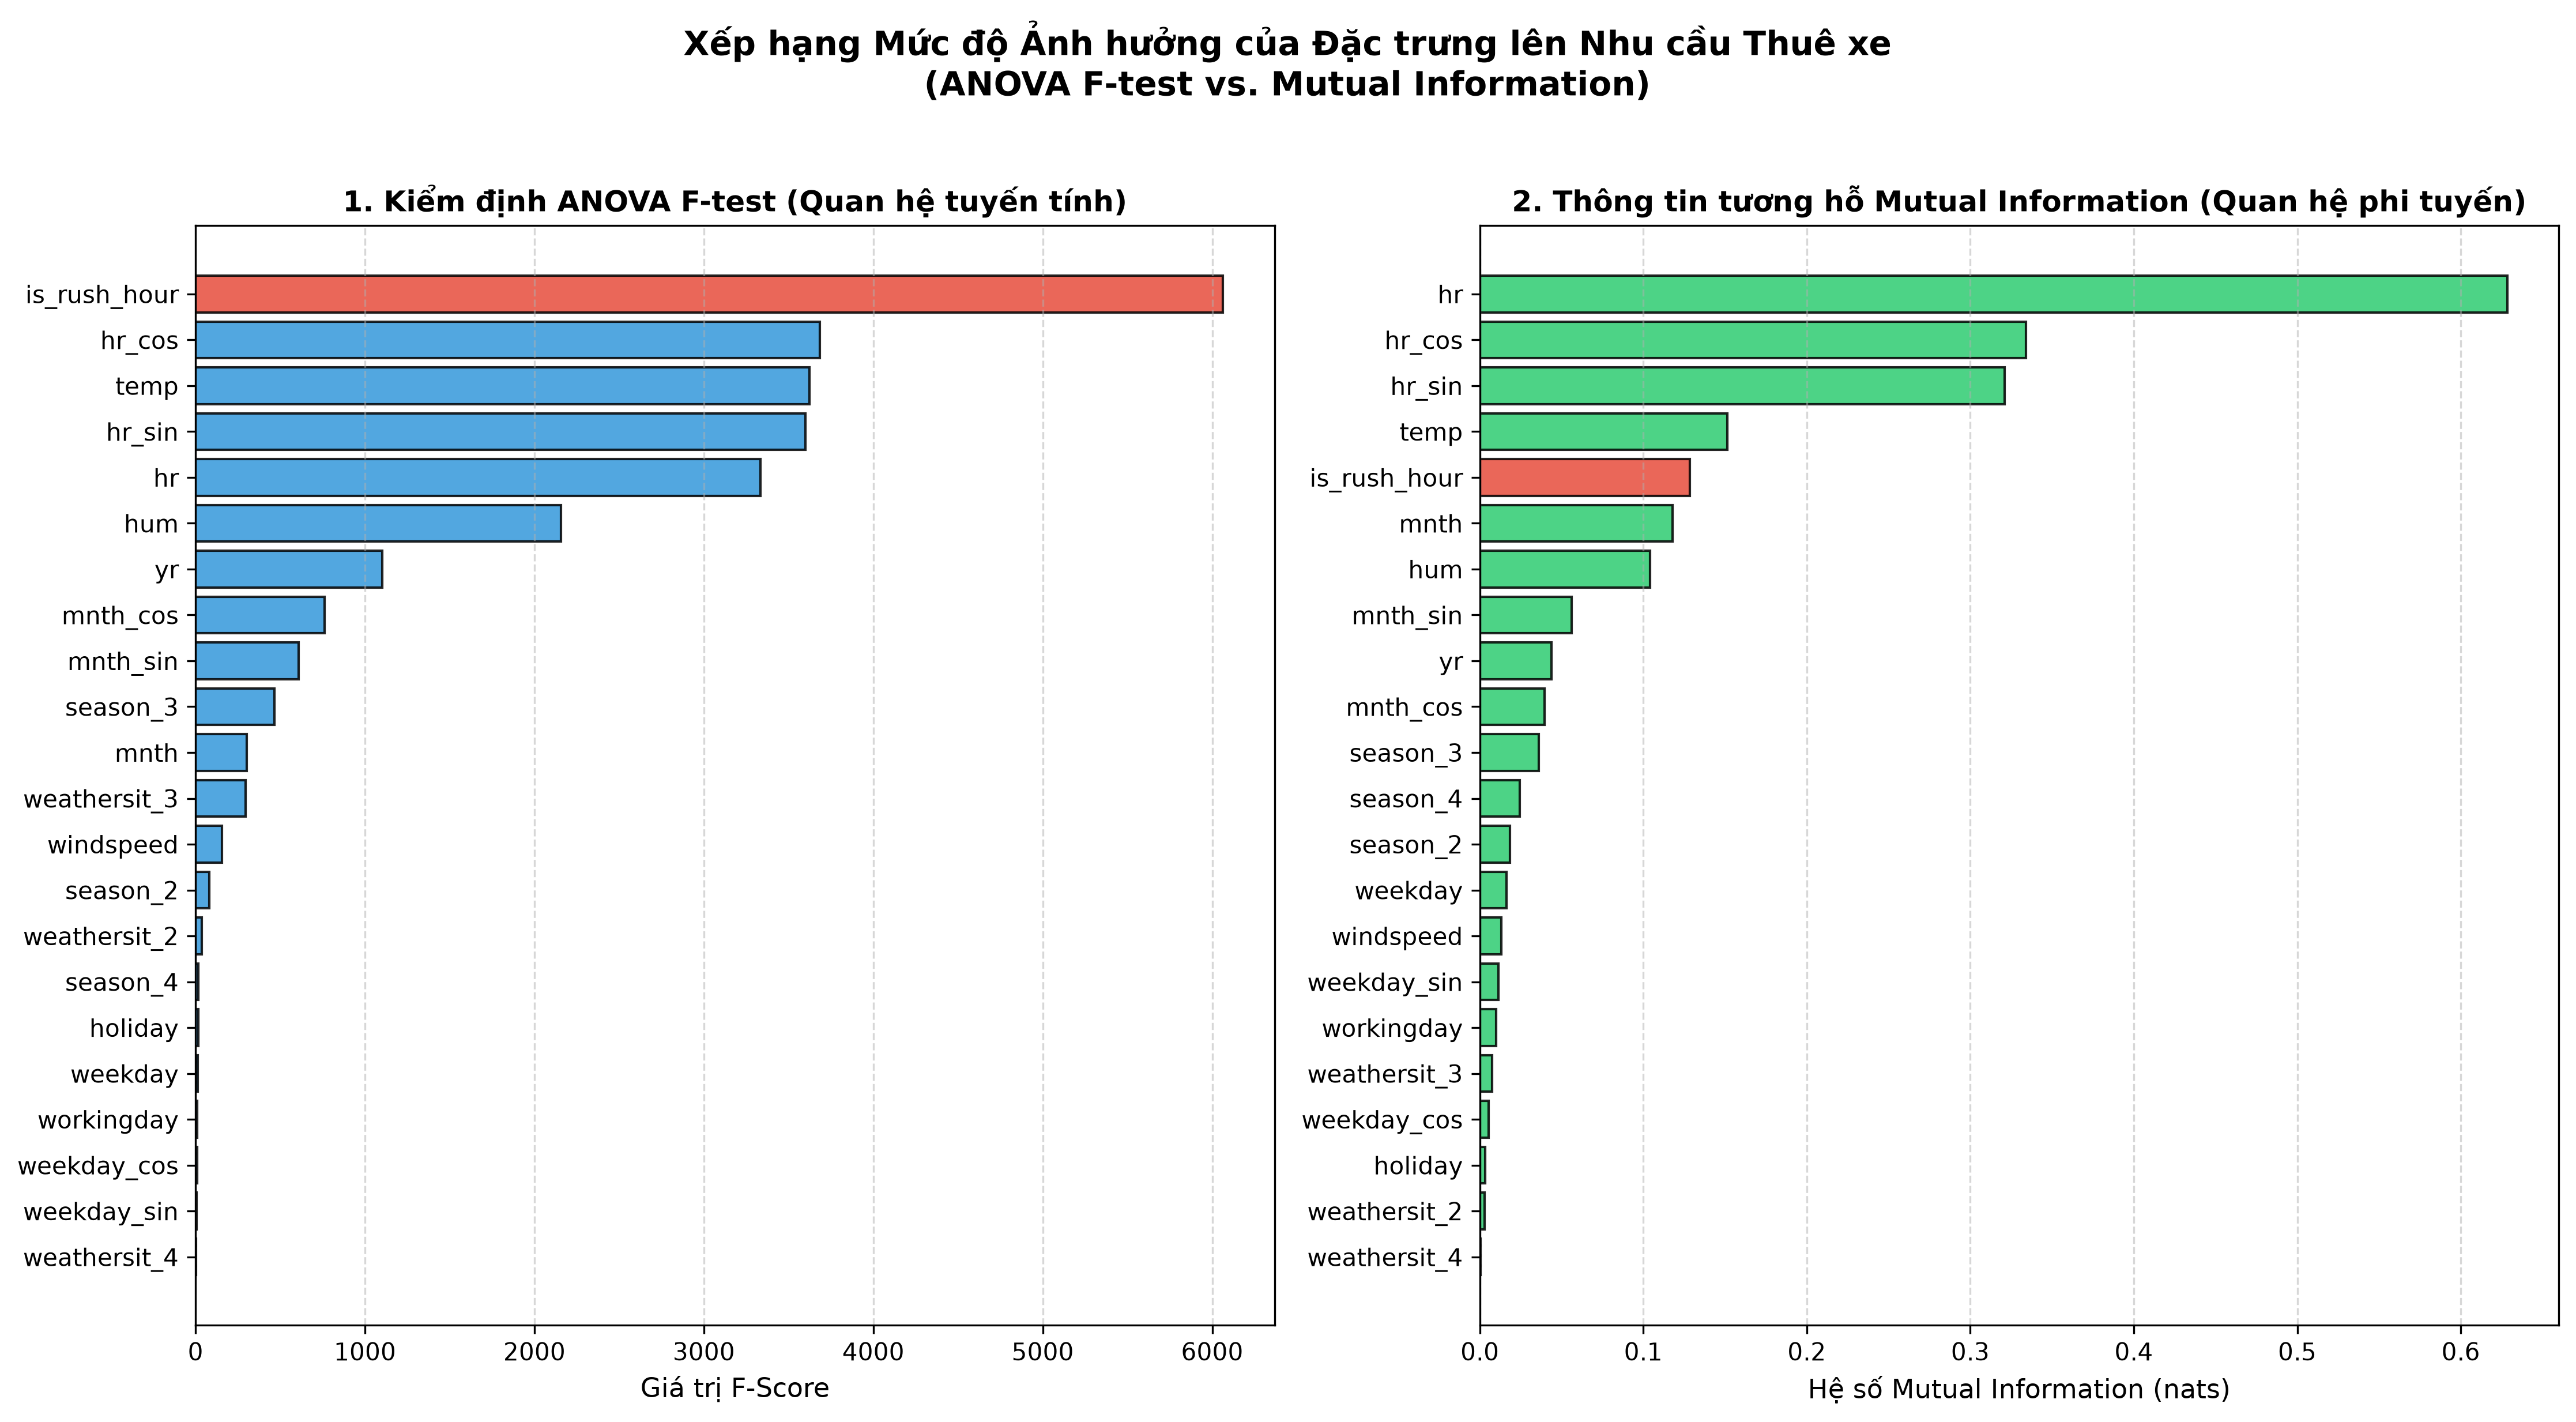 Xếp hạng Mức độ Ảnh hưởng của Đặc trưng lên Nhu cầu Thuê xe
(ANOVA F-test vs. Mutual Information)
1. Kiểm định ANOVA F-test (Quan hệ tuyến tính)
is_rush_hour
hr_cos
temp
hr_sin
hr
hum
yr
mnth_cos
mnth_sin
season_3
mnth
weathersit_3
windspeed
season_2
weathersit_2
season_4
holiday
weekday
workingday
weekday_cos
weekday_sin
weathersit_4
0 1000 2000 3000 4000 5000 6000
Giá trị F-Score
2. Thông tin tương hỗ Mutual Information (Quan hệ phi tuyến)
hr
hr_cos
hr_sin
temp
is_rush_hour
mnth
hum
mnth_sin
yr
mnth_cos
season_3
season_4
season_2
weekday
windspeed
weekday_sin
workingday
weathersit_3
weekday_cos
holiday
weathersit_2
weathersit_4
0.0 0.1 0.2 0.3 0.4 0.5 0.6
Hệ số Mutual Information (nats)